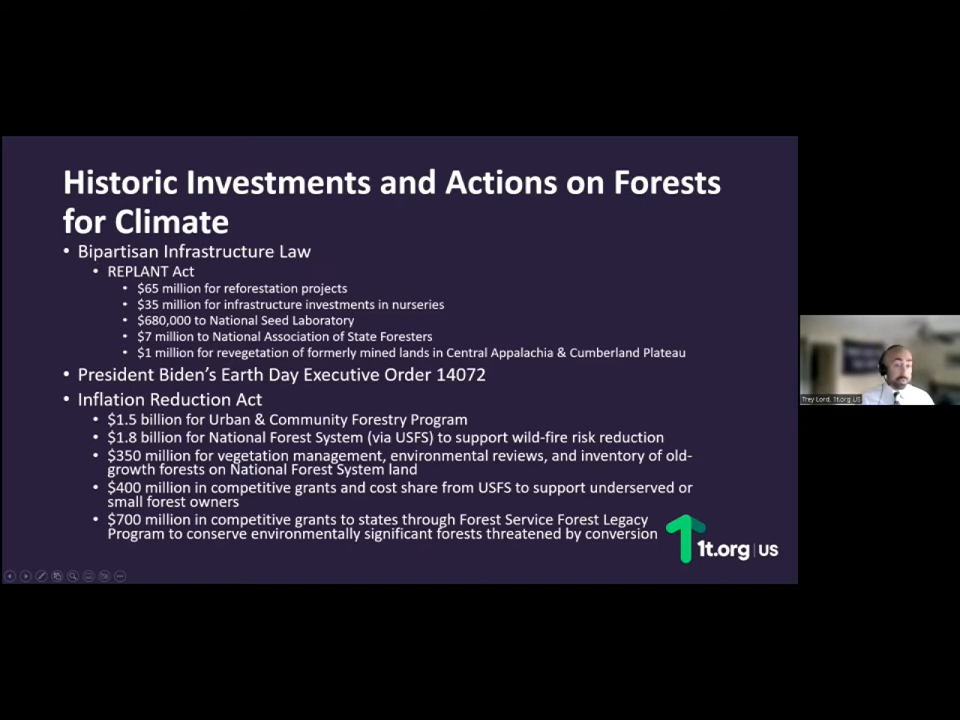 Historic Investments and Actions on Forests
for Climate
• Bipartisan Infrastructure Law
• REPLANT Act
• $65 million for reforestation projects
• $35 million for infrastructure investments in nurseries
• $680,000 to National Seed Laboratory
• $7 million to National Association of State Foresters
• $1 million for revegetation of formerly mined lands in Central Appalachia & Cumberland Plateau
• President Biden's Earth Day Executive Order 14072
• Inflation Reduction Act
• $1.5 billion for Urban & Community Forestry Program
• $1.8 billion for National Forest System (via USFS) to support wild-fire risk reduction
• $350 million for vegetation management, environmental reviews, and inventory of old-
growth forests on National Forest System land
• $400 million in competitive grants and cost share from USFS to support underserved or
small forest owners
• $700 million in competitive grants to states through Forest Service Forest Legacy
Program to conserve environmentally significant forests threatened by conversion
1t.org | US
Trey Lord, 1t.org US